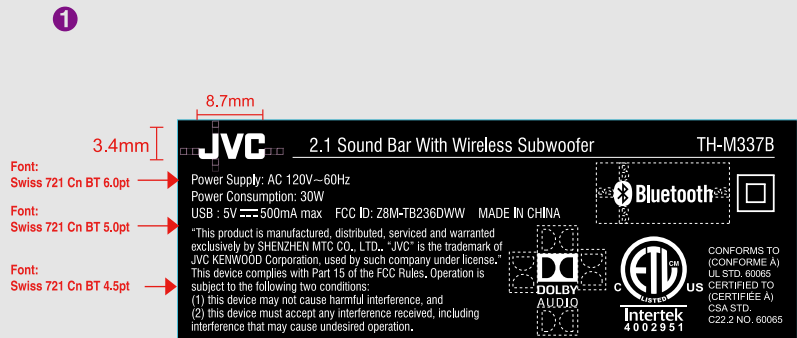 1
8.7mm
3.4mm
JVC 2.1 Sound Bar With Wireless Subwoofer TH-M337B
Font:
Swiss 721 Cn BT 6.0pt
Power Supply: AC 120V~60Hz
Power Consumption: 30W
Bluetooth
Font:
Swiss 721 Cn BT 5.0pt
USB : 5V ⎓ 500mA max FCC ID: Z8M-TB236DWW MADE IN CHINA
"This product is manufactured, distributed, serviced and warranted
exclusively by SHENZHEN MTC CO., LTD.. "JVC" is the trademark of
JVC KENWOOD Corporation, used by such company under license."
Font:
Swiss 721 Cn BT 4.5pt
This device complies with Part 15 of the FCC Rules. Operation is
subject to the following two conditions:
(1) this device may not cause harmful interference, and
(2) this device must accept any interference received, including
interference that may cause undesired operation.
DOLBY
AUDIO
C ETL CM US
LISTED
Intertek
4002951
CONFORMS TO
(CONFORME À)
UL STD. 60065
CERTIFIED TO
(CERTIFIÉE À)
CSA STD.
C22.2 NO. 60065